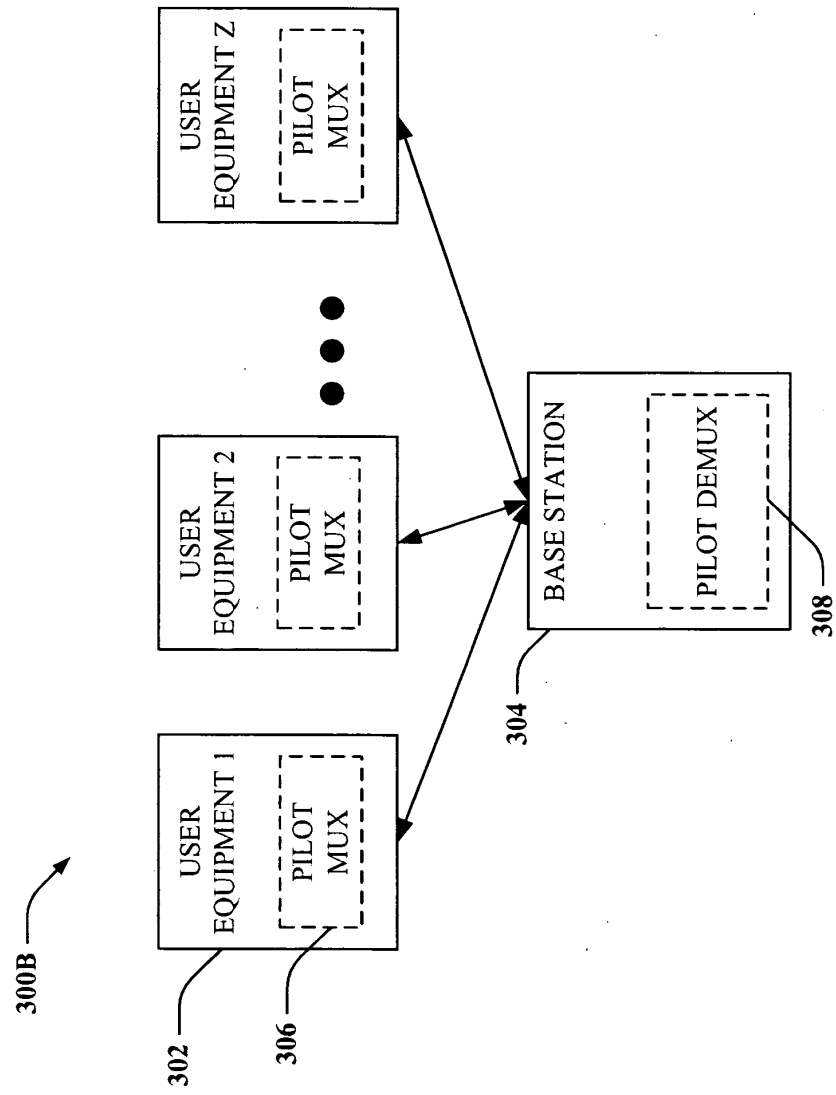 300B
302
USER
EQUIPMENT 1
PILOT
MUX
306
USER
EQUIPMENT 2
PILOT
MUX
USER
EQUIPMENT Z
PILOT
MUX
304
BASE STATION
PILOT DEMUX
308